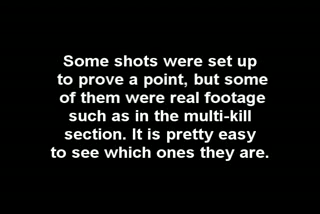 Some shots were set up
to prove a point, but some
of them were real footage
such as in the multi-kill
section. It is pretty easy
to see which ones they are.